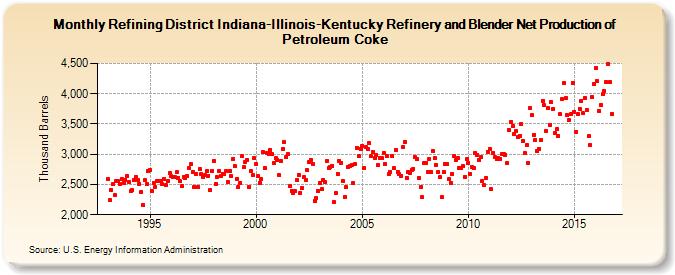 Monthly Refining District Indiana-Illinois-Kentucky Refinery and Blender Net Production of
Petroleum Coke
Thousand Barrels
4,500
4,000
3,500
3,000
2,500
2,000
1995
2000
2005
2010
2015
Source: U.S. Energy Information Administration